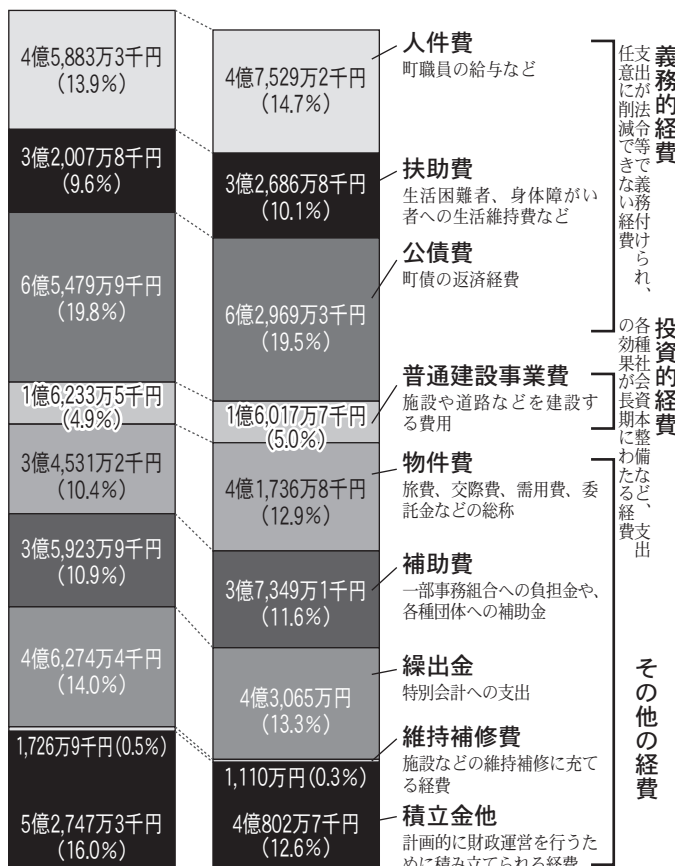 4億5,883万3千円
(13.9%)
3億2,007万8千円
(9.6%)
6億5,479万9千円
(19.8%)
1億6,233万5千円
(4.9%)
3億4,531万2千円
(10.4%)
3億5,923万9千円
(10.9%)
4億6,274万4千円
(14.0%)
1,726万9千円(0.5%)
5億2,747万3千円
(16.0%)
4億7,529万2千円
(14.7%)
3億2,686万8千円
(10.1%)
6億2,969万3千円
(19.5%)
1億6,017万7千円
(5.0%)
4億1,736万8千円
(12.9%)
3億7,349万1千円
(11.6%)
4億3,065万円
(13.3%)
1,110万円(0.3%)
4億802万7千円
(12.6%)
人件費
町職員の給与など
扶助費
生活困難者、身体障がい
者への生活維持費など
公債費
町債の返済経費
普通建設事業費
施設や道路などを建設す
る費用
物件費
旅費、交際費、需用費、委
託金などの総称
補助費
一部事務組合への負担金や、
各種団体への補助金
繰出金
特別会計への支出
維持補修費
施設などの維持補修に充て
る経費
積立金他
計画的に財政運営を行うた
めに積み立てられる経費
義務的経費
支出が法令等で義務付けられ、
任意に削減できない経費
投資的経費
各種社会資本整備など、支出
の効果が長期にわたる経費
その他の経費